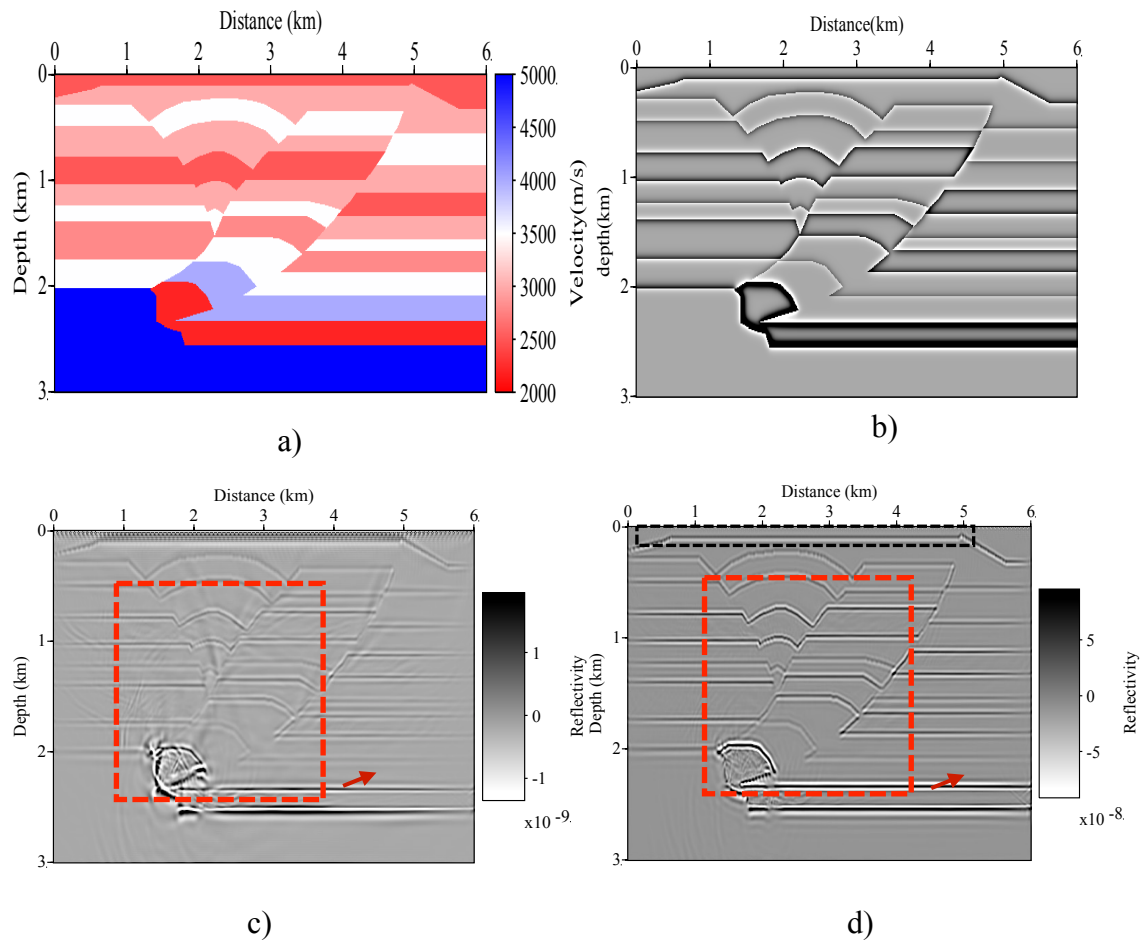 Distance (km)
0 1 2 3 4 5 6.
0
1
2
3.
Depth (km)
5000.
4500
4000
3500
3000
2500
2000
Velocity(m/s)
a)
Distance(km)
0 1 2 3 4 5 6.
0
1
2
3.
depth(km)
b)
Distance (km)
0 1 2 3 4 5 6.
0
1
2
3.
Depth (km)
1
0
-1
x10 -9.
Reflectivity
c)
Distance (km)
0 1 2 3 4 5 6.
0
1
2
3.
Depth (km)
5
0
-5
x10 -8.
Reflectivity
d)